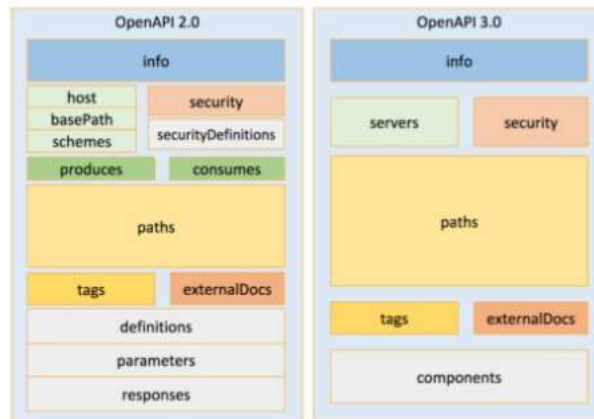 OpenAPI 2.0
info
host
basePath
schemes
security
securityDefinitions
produces
consumes
paths
tags
externalDocs
definitions
parameters
responses
OpenAPI 3.0
info
servers
security
paths
tags
externalDocs
components